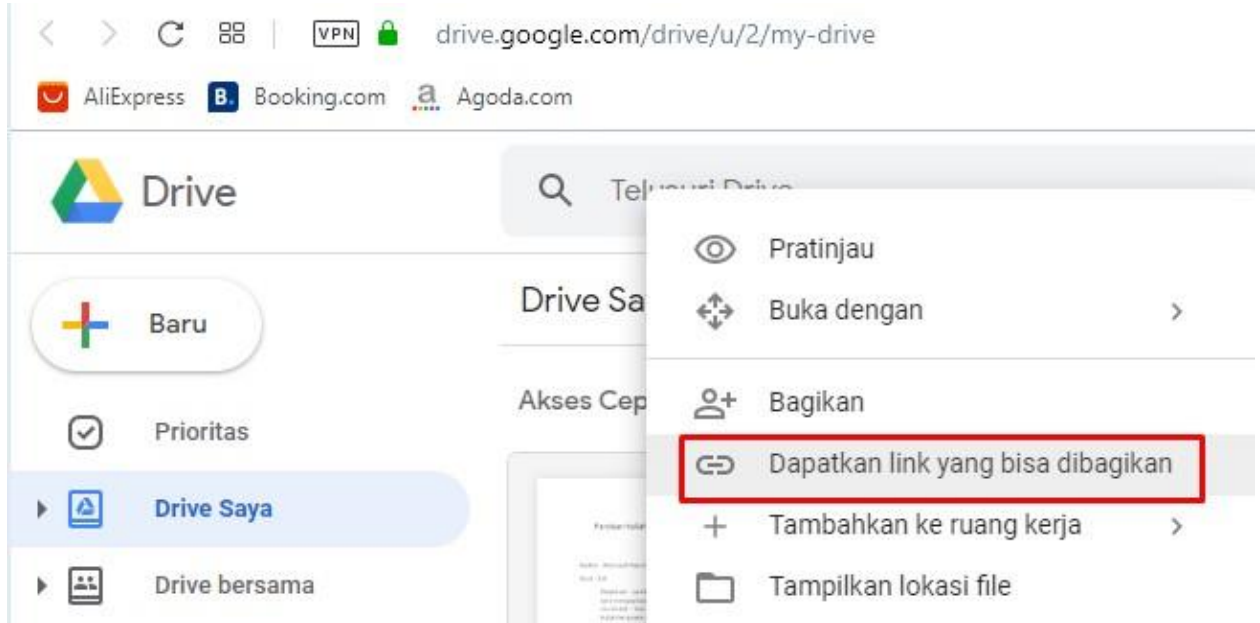 VPN drive.google.com/drive/u/2/my-drive
AliExpress B. Booking.com a Agoda.com
Drive
Telusuri Drive
Pratinjau
Drive Sa
Buka dengan
Baru
Akses Cep
Bagikan
Prioritas
Dapatkan link yang bisa dibagikan
Drive Saya
Tambahkan ke ruang kerja
Drive bersama
Tampilkan lokasi file